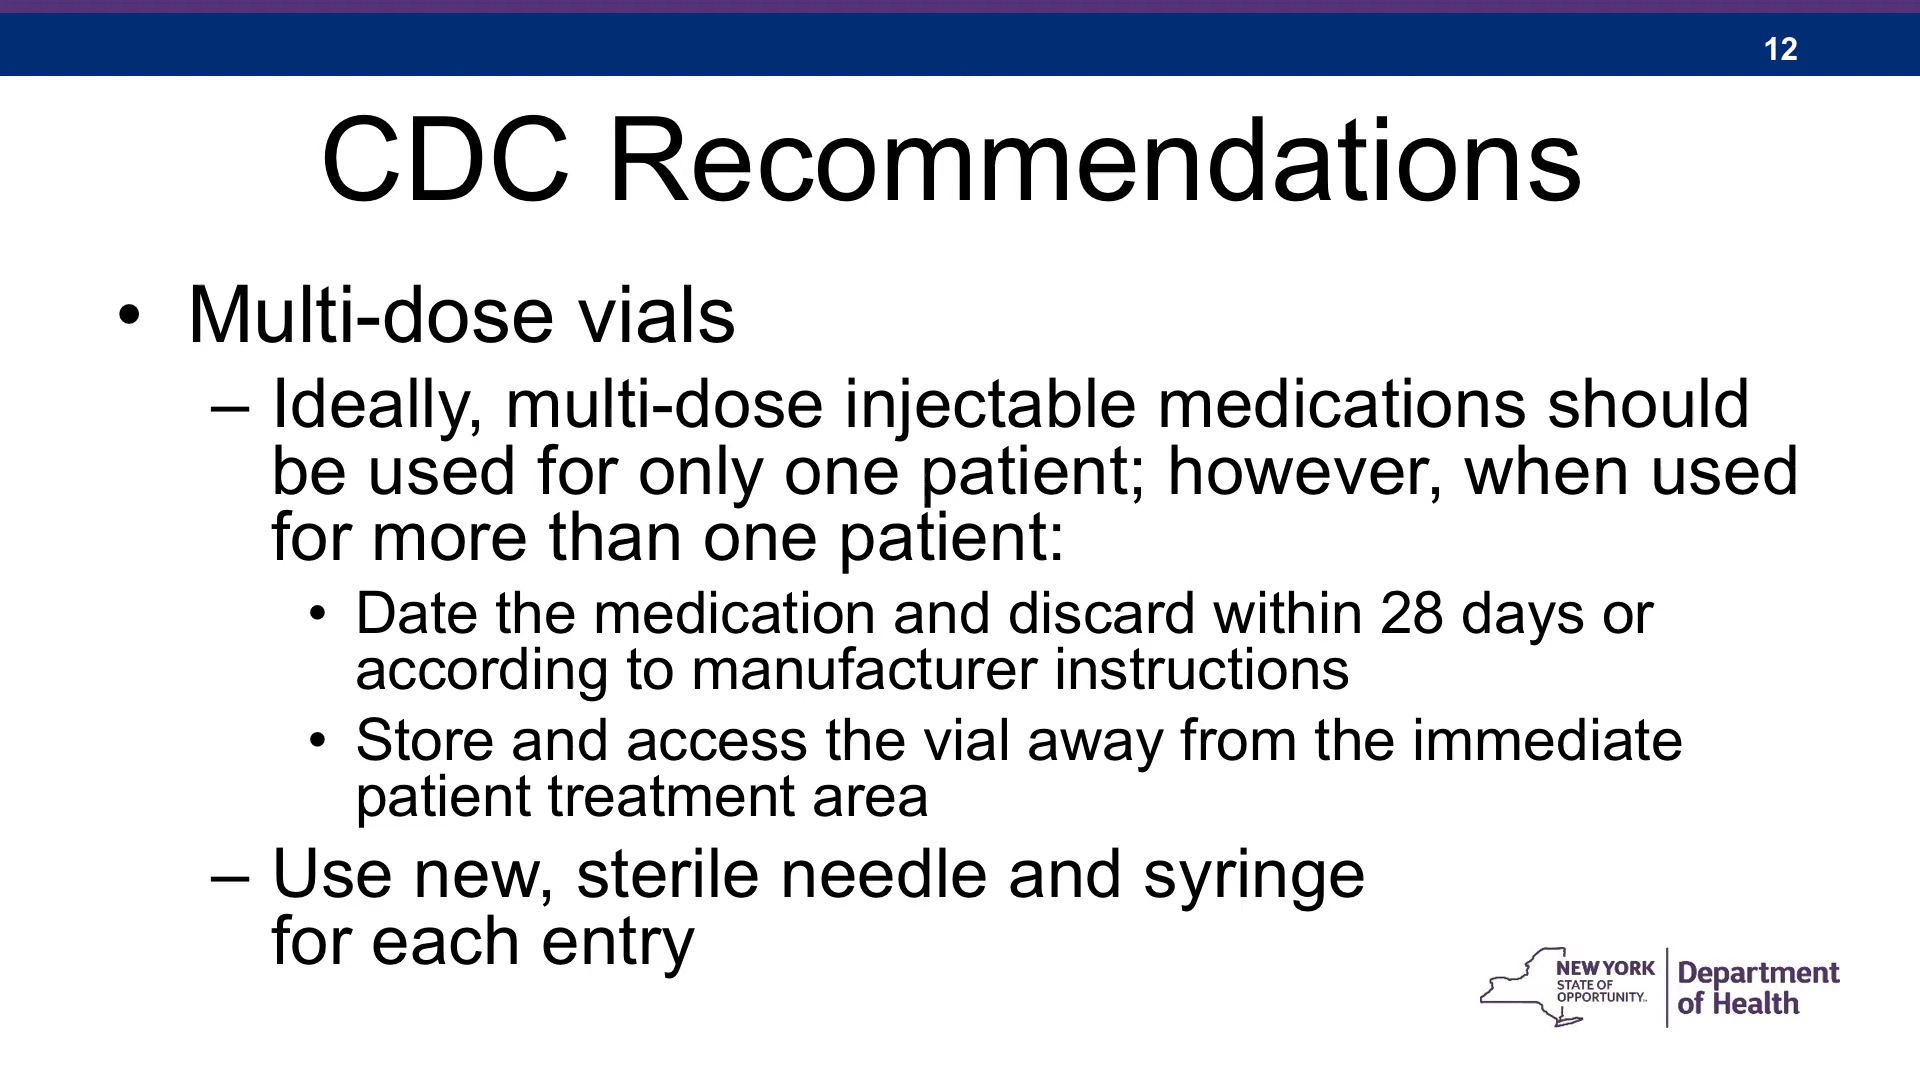 12
CDC Recommendations
• Multi-dose vials
– Ideally, multi-dose injectable medications should
be used for only one patient; however, when used
for more than one patient:
• Date the medication and discard within 28 days or
according to manufacturer instructions
• Store and access the vial away from the immediate
patient treatment area
– Use new, sterile needle and syringe
for each entry
NEW YORK
STATE OF
OPPORTUNITY™
Department
of Health